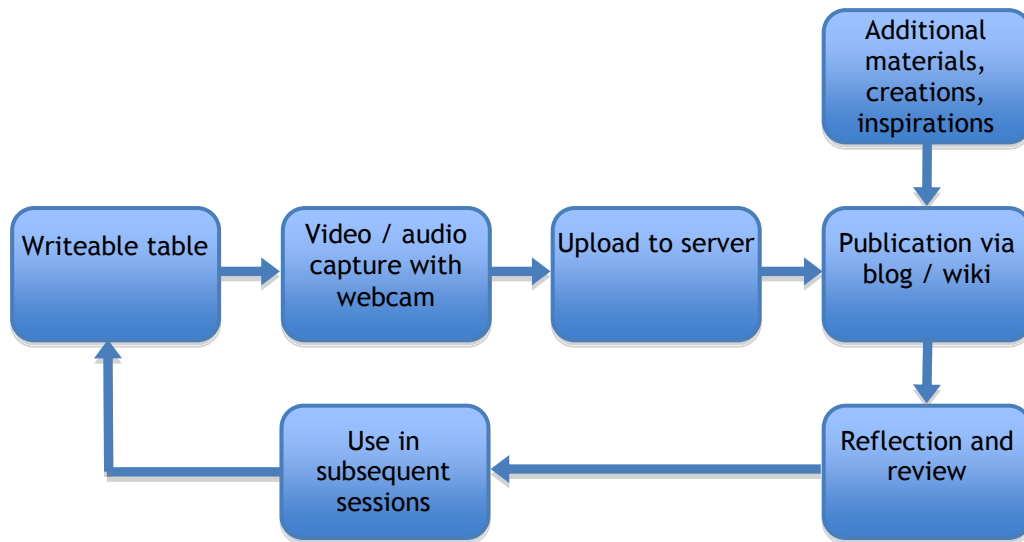 Additional
materials,
creations,
inspirations
Writeable table
Video / audio
capture with
webcam
Upload to server
Publication via
blog / wiki
Use in
subsequent
sessions
Reflection and
review